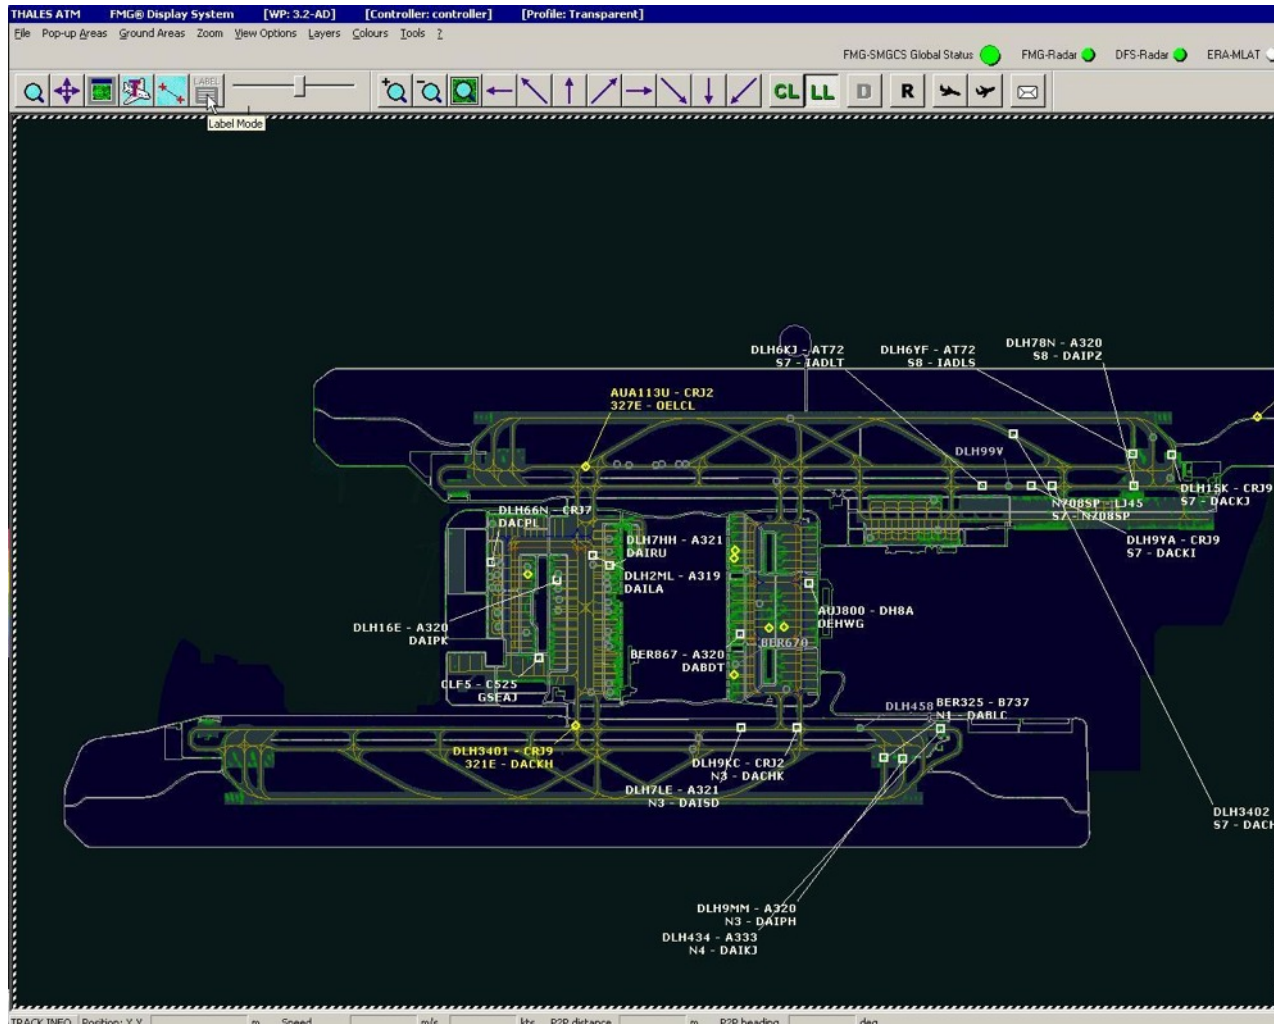 THALES ATM FMG® Display System [WP: 3.2-AD] [Controller: controller] [Profile: Transparent]
File Pop-up Areas Ground Areas Zoom View Options Layers Colours Tools ?
FMG-SMGCS Global Status FMG-Radar DFS-Radar ERA-MLAT
LABEL CL LL D R
Label Mode
DLH78N - A320
S8 - DAIPZ
DLH6KJ - AT72
S7 - IADLT
DLH6YF - AT72
S8 - IADLS
AUA113U - CRJ2
327E - OELCL
DLH99V
DLH15K - CRJ9
S7 - DACKJ
N708SP - LJ45
S7 - N708SP
DLH66N - CRJ7
DACPL
DLH7HH - A321
DAIRU
DLH9YA - CRJ9
S7 - DACKI
DLH2ML - A319
DAILA
AUJ800 - DH8A
OEHWG
DLH16E - A320
DAIPK
BER670
BER867 - A320
DABDT
CLF5 - C525
GSEAJ
DLH458
BER325 - B737
N1 - DABLC
DLH3401 - CRJ9
321E - DACKH
DLH9KC - CRJ2
N3 - DACHK
DLH7LE - A321
N3 - DAISD
DLH3402
S7 - DACH
DLH9MM - A320
N3 - DAIPH
DLH434 - A333
N4 - DAIKJ
TRACK INFO Position: X,Y m Speed m/s kts P2P distance m P2P heading deg